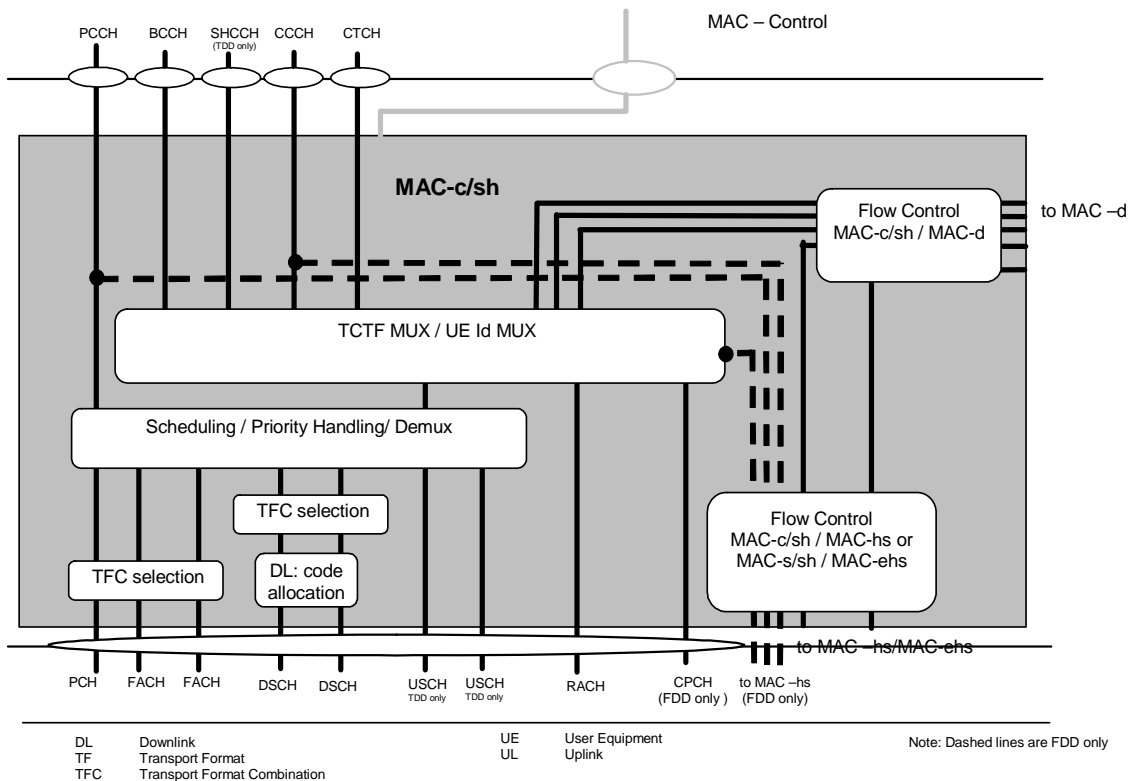 MAC – Control
PCCH BCCH SHCCH CCCH CTCH
(TDD only)
MAC-c/sh
Flow Control
MAC-c/sh / MAC-d
to MAC –d
TCTF MUX / UE Id MUX
Scheduling / Priority Handling/ Demux
TFC selection
Flow Control
MAC-c/sh / MAC-hs or
MAC-s/sh / MAC-ehs
TFC selection
DL: code
allocation
to MAC –hs/MAC-ehs
PCH FACH FACH DSCH DSCH USCH USCH RACH CPCH to MAC –hs
TDD only TDD only (FDD only ) (FDD only)
DL Downlink
TF Transport Format
TFC Transport Format Combination
UE User Equipment
UL Uplink
Note: Dashed lines are FDD only